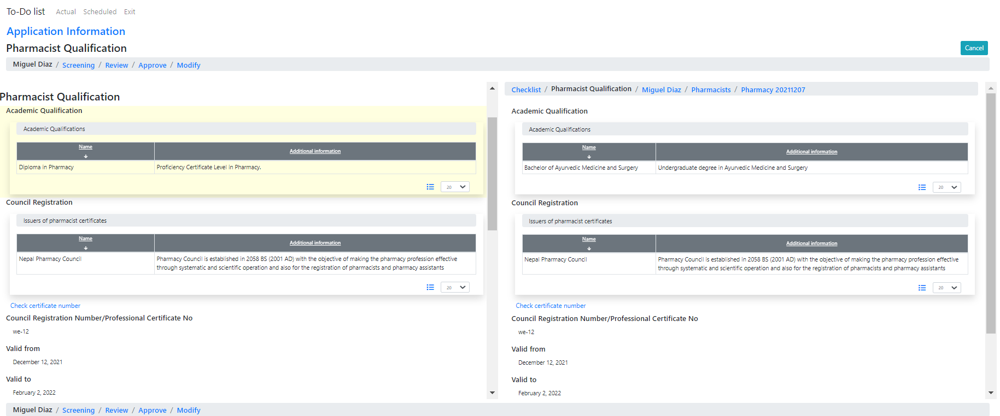 To-Do list Actual Scheduled Exit
Application Information
Pharmacist Qualification
Cancel
Miguel Diaz / Screening / Review / Approve / Modify
Pharmacist Qualification
Academic Qualification
Academic Qualifications
Name Additional information
Diploma in Pharmacy Proficiency Certificate Level in Pharmacy.
20
Council Registration
Issuers of pharmacist certificates
Name Additional information
Nepal Pharmacy Council Pharmacy Council is established in 2058 BS (2001 AD) with the objective of making the pharmacy profession effective
through systematic and scientific operation and also for the registration of pharmacists and pharmacy assistants
20
Check certificate number
Council Registration Number/Professional Certificate No
we-12
Valid from
December 12, 2021
Valid to
February 2, 2022
Checklist / Pharmacist Qualification / Miguel Diaz / Pharmacists / Pharmacy 20211207
Academic Qualification
Academic Qualifications
Name Additional information
Bachelor of Ayurvedic Medicine and Surgery Undergraduate degree in Ayurvedic Medicine and Surgery
20
Council Registration
Issuers of pharmacist certificates
Name Additional information
Nepal Pharmacy Council Pharmacy Council is established in 2058 BS (2001 AD) with the objective of making the pharmacy profession effective
through systematic and scientific operation and also for the registration of pharmacists and pharmacy assistants
20
Check certificate number
Council Registration Number/Professional Certificate No
we-12
Valid from
December 12, 2021
Valid to
February 2, 2022
Miguel Diaz / Screening / Review / Approve / Modify